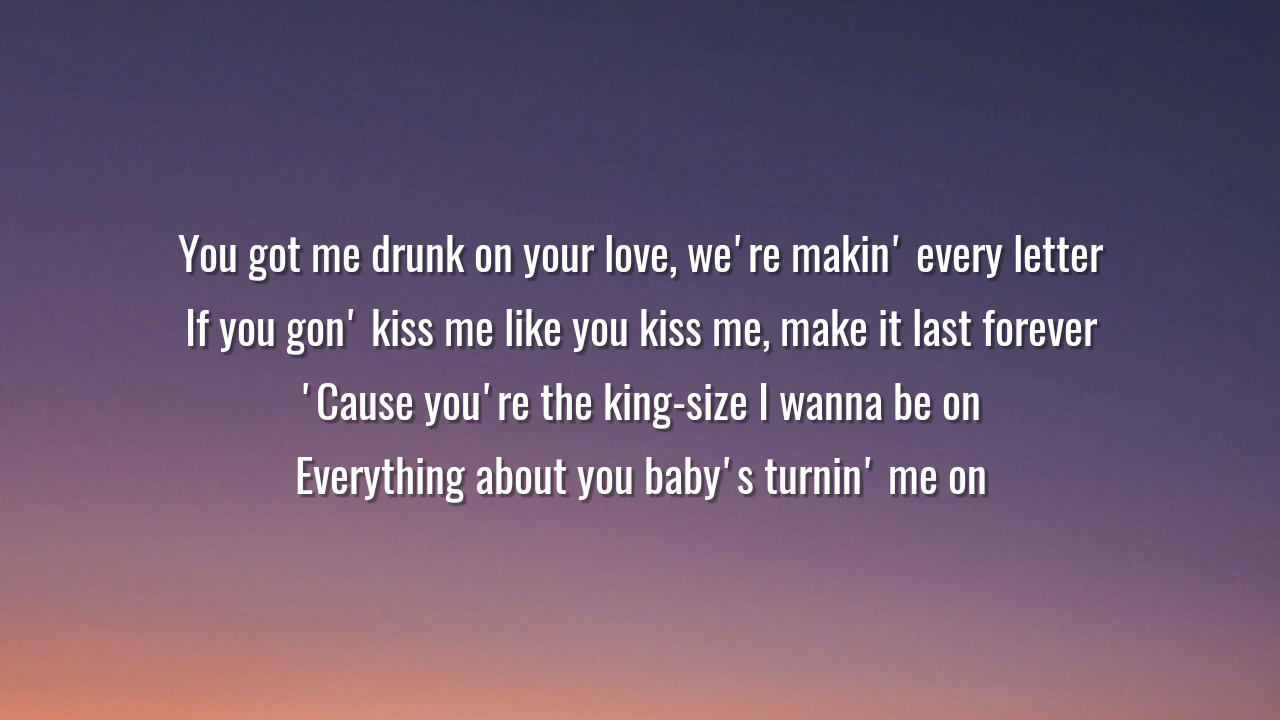 You got me drunk on your love, we're makin' every letter
If you gon' kiss me like you kiss me, make it last forever
'Cause you're the king-size I wanna be on
Everything about you baby's turnin' me on